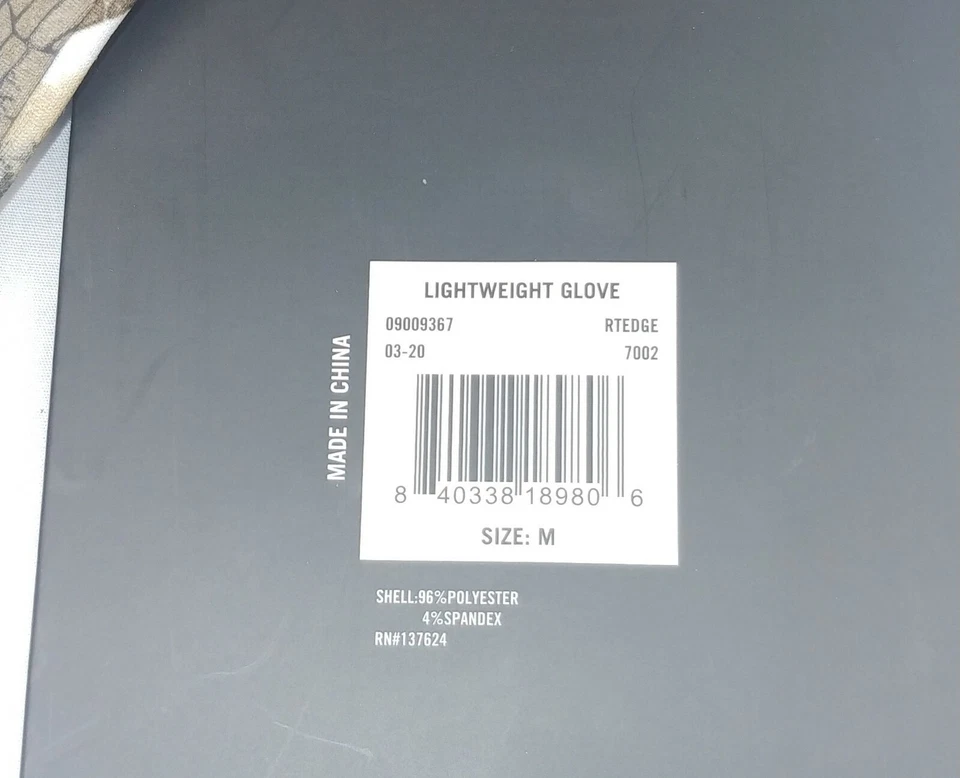 LIGHTWEIGHT GLOVE
09009367 RTEDGE
03-20 7002
MADE IN CHINA
8 40338 18980 6
SIZE: M
SHELL:96%POLYESTER
4%SPANDEX
RN#137624